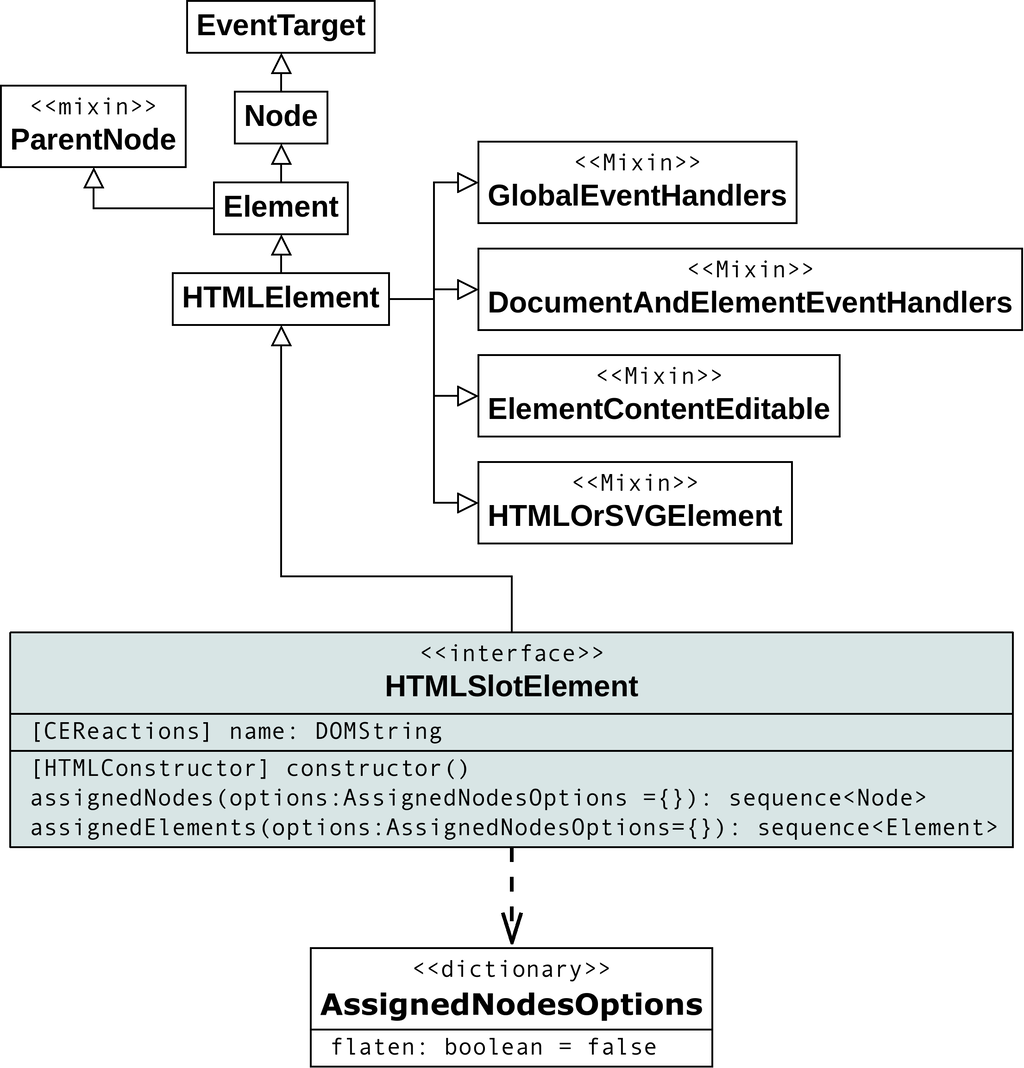 EventTarget
<<mixin>>
ParentNode
Node
Element
HTMLElement
<<Mixin>>
GlobalEventHandlers
<<Mixin>>
DocumentAndElementEventHandlers
<<Mixin>>
ElementContentEditable
<<Mixin>>
HTMLOrSVGElement
<<interface>>
HTMLSlotElement
[CEReactions] name: DOMString
[HTMLConstructor] constructor()
assignedNodes(options:AssignedNodesOptions ={}): sequence<Node>
assignedElements(options:AssignedNodesOptions={}): sequence<Element>
<<dictionary>>
AssignedNodesOptions
flaten: boolean = false